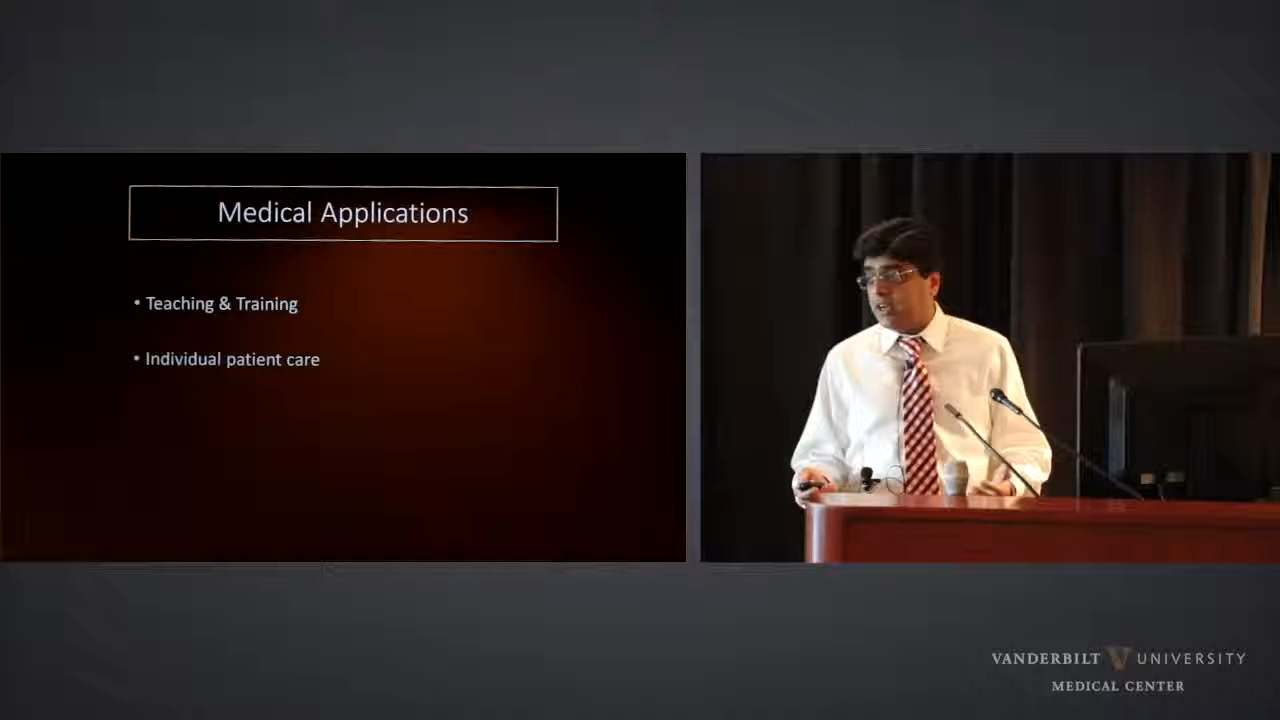 Medical Applications
• Teaching & Training
• Individual patient care
VANDERBILT V UNIVERSITY
MEDICAL CENTER